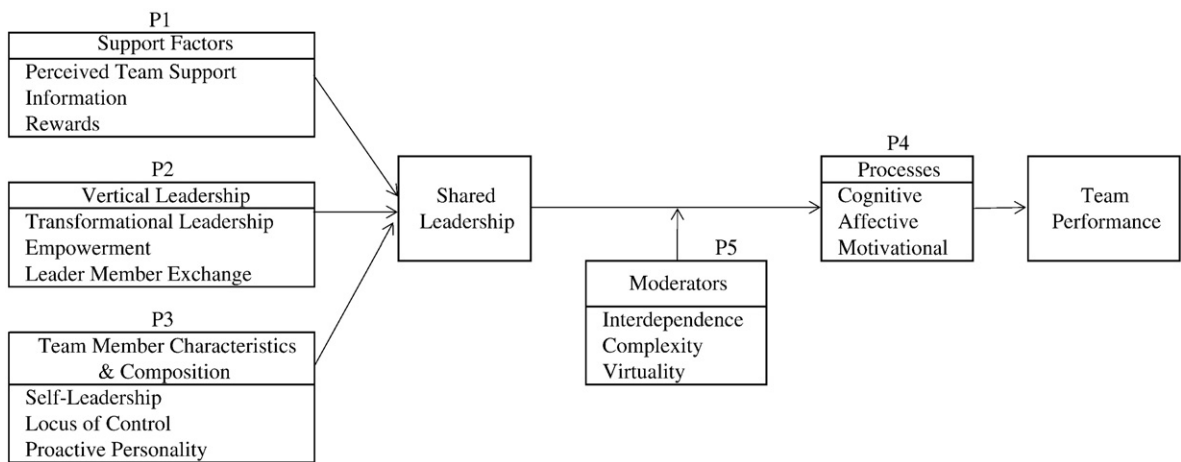 P1
Support Factors
Perceived Team Support
Information
Rewards
P2
Vertical Leadership
Transformational Leadership
Empowerment
Leader Member Exchange
P3
Team Member Characteristics
& Composition
Self-Leadership
Locus of Control
Proactive Personality
Shared
Leadership
P5
Moderators
Interdependence
Complexity
Virtuality
P4
Processes
Cognitive
Affective
Motivational
Team
Performance